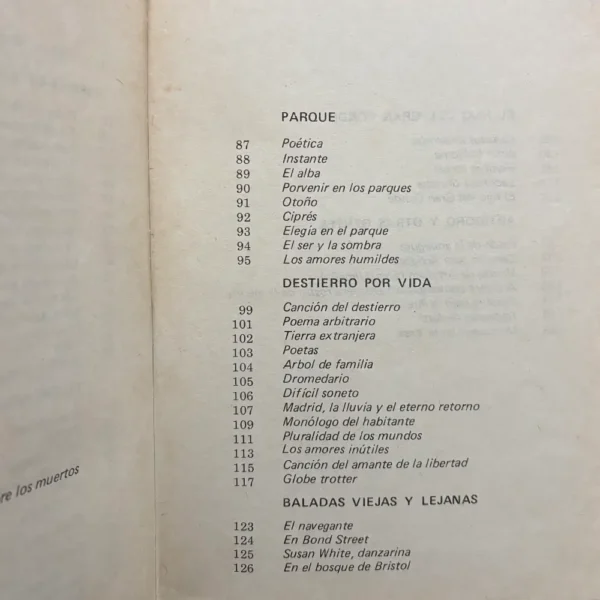 re los muertos
PARQUE
87 Poética
88 Instante
89 El alba
90 Porvenir en los parques
91 Otoño
92 Ciprés
93 Elegía en el parque
94 El ser y la sombra
95 Los amores humildes
DESTIERRO POR VIDA
99 Canción del destierro
101 Poema arbitrario
102 Tierra extranjera
103 Poetas
104 Arbol de familia
105 Dromedario
106 Difícil soneto
107 Madrid, la lluvia y el eterno retorno
109 Monólogo del habitante
111 Pluralidad de los mundos
113 Los amores inútiles
115 Canción del amante de la libertad
117 Globe trotter
BALADAS VIEJAS Y LEJANAS
123 El navegante
124 En Bond Street
125 Susan White, danzarina
126 En el bosque de Bristol